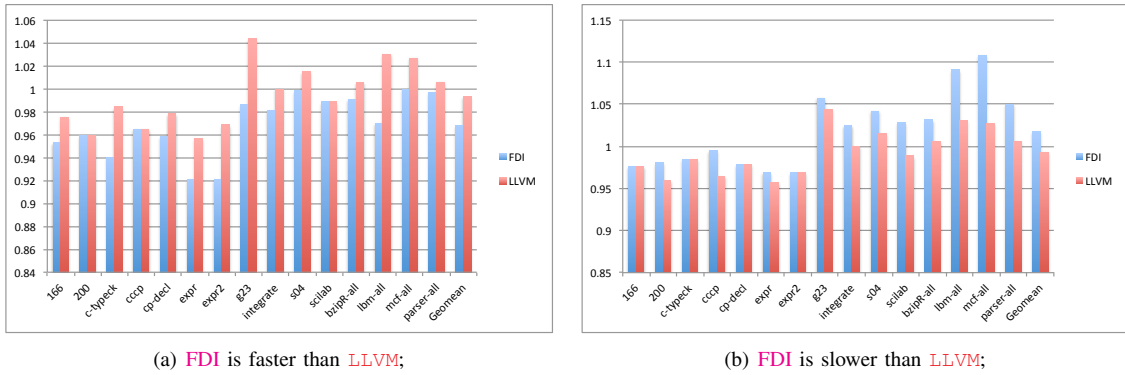 1.06
1.04
1.02
1
0.98
0.96
0.94
0.92
0.9
0.88
0.86
0.84
166
200
c-typeck
cccp
cp-decl
expr
expr2
g23
integrate
s04
scilab
bzipR-all
lbm-all
mcf-all
parser-all
Geomean
FDI
LLVM
(a) FDI is faster than LLVM;
1.15
1.1
1.05
1
0.95
0.9
0.85
166
200
c-typeck
cccp
cp-decl
expr
expr2
g23
integrate
s04
scilab
bzipR-all
lbm-all
mcf-all
parser-all
Geomean
FDI
LLVM
(b) FDI is slower than LLVM;